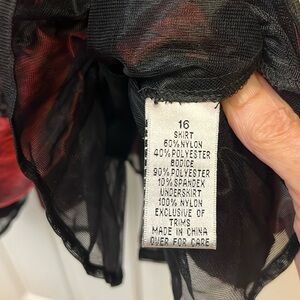 16
SKIRT
60% NYLON
40% POLYESTER
BODICE
90% POLYESTER
10% SPANDEX
UNDERSKIRT
100% NYLON
EXCLUSIVE OF
TRIMS
MADE IN CHINA
OVER FOR CARE